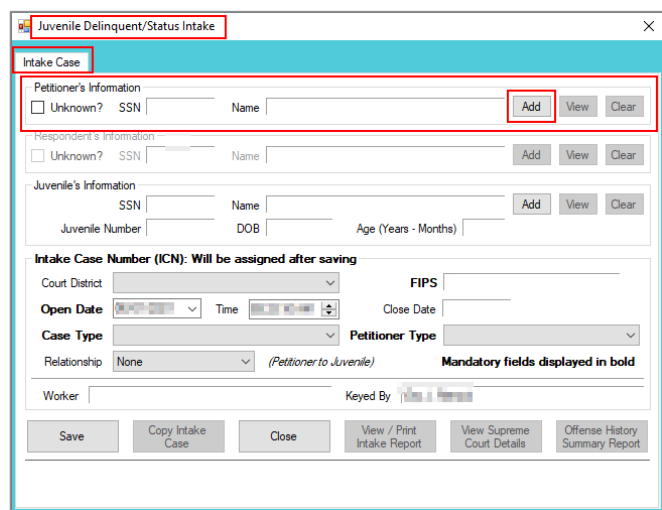 Juvenile Delinquent/Status Intake
Intake Case
Petitioner's Information
Unknown? SSN Name Add View Clear
Respondent's Information
Unknown? SSN Name Add View Clear
Juvenile's Information
SSN Name Add View Clear
Juvenile Number DOB Age (Years - Months)
Intake Case Number (ICN): Will be assigned after saving
Court District FIPS
Open Date Time Close Date
Case Type Petitioner Type
Relationship None (Petitioner to Juvenile) Mandatory fields displayed in bold
Worker Keyed By
Save Copy Intake Case Close View / Print Intake Report View Supreme Court Details Offense History Summary Report